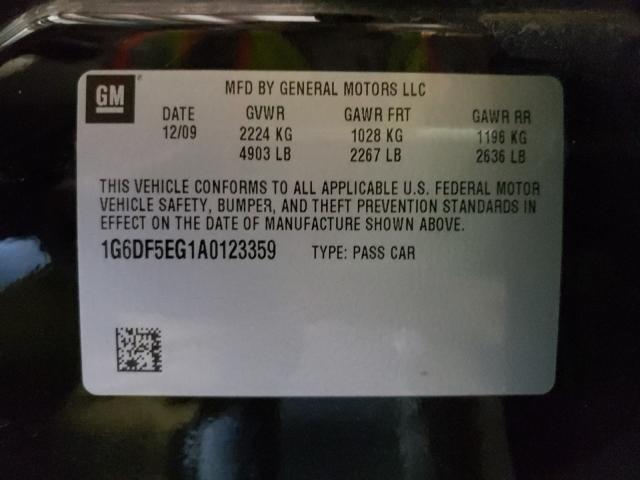 GM
MFD BY GENERAL MOTORS LLC
DATE GVWR GAWR FRT GAWR RR
12/09 2224 KG 1028 KG 1196 KG
4903 LB 2267 LB 2636 LB
THIS VEHICLE CONFORMS TO ALL APPLICABLE U.S. FEDERAL MOTOR
VEHICLE SAFETY, BUMPER, AND THEFT PREVENTION STANDARDS IN
EFFECT ON THE DATE OF MANUFACTURE SHOWN ABOVE.
1G6DF5EG1A0123359 TYPE: PASS CAR